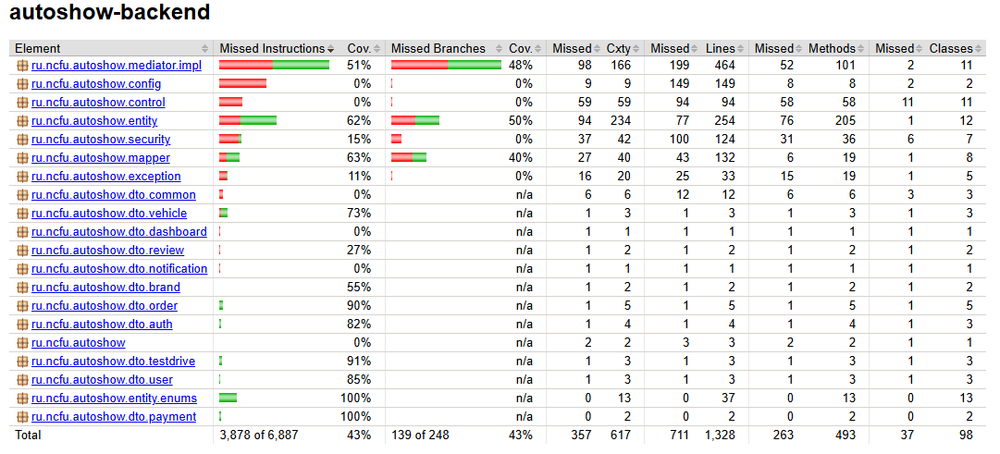 autoshow-backend
Element Missed Instructions Cov. Missed Branches Cov. Missed Cxty Missed Lines Missed Methods Missed Classes
ru.ncfu.autoshow.mediator.impl 51% 48% 98 166 199 464 52 101 2 11
ru.ncfu.autoshow.config 0% 0% 9 9 149 149 8 8 2 2
ru.ncfu.autoshow.control 0% 0% 59 59 94 94 58 58 11 11
ru.ncfu.autoshow.entity 62% 50% 94 234 77 254 76 205 1 12
ru.ncfu.autoshow.security 15% 0% 37 42 100 124 31 36 6 7
ru.ncfu.autoshow.mapper 63% 40% 27 40 43 132 6 19 1 8
ru.ncfu.autoshow.exception 11% 0% 16 20 25 33 15 19 1 5
ru.ncfu.autoshow.dto.common 0% n/a 6 6 12 12 6 6 3 3
ru.ncfu.autoshow.dto.vehicle 73% n/a 1 3 1 3 1 3 1 3
ru.ncfu.autoshow.dto.dashboard 0% n/a 1 1 1 1 1 1 1 1
ru.ncfu.autoshow.dto.review 27% n/a 1 2 1 2 1 2 1 2
ru.ncfu.autoshow.dto.notification 0% n/a 1 1 1 1 1 1 1 1
ru.ncfu.autoshow.dto.brand 55% n/a 1 2 1 2 1 2 1 2
ru.ncfu.autoshow.dto.order 90% n/a 1 5 1 5 1 5 1 5
ru.ncfu.autoshow.dto.auth 82% n/a 1 4 1 4 1 4 1 3
ru.ncfu.autoshow 0% n/a 2 2 3 3 2 2 1 1
ru.ncfu.autoshow.dto.testdrive 91% n/a 1 3 1 3 1 3 1 3
ru.ncfu.autoshow.dto.user 85% n/a 1 3 1 3 1 3 1 3
ru.ncfu.autoshow.entity.enums 100% n/a 0 13 0 37 0 13 0 13
ru.ncfu.autoshow.dto.payment 100% n/a 0 2 0 2 0 2 0 2
Total 3,878 of 6,887 43% 139 of 248 43% 357 617 711 1,328 263 493 37 98